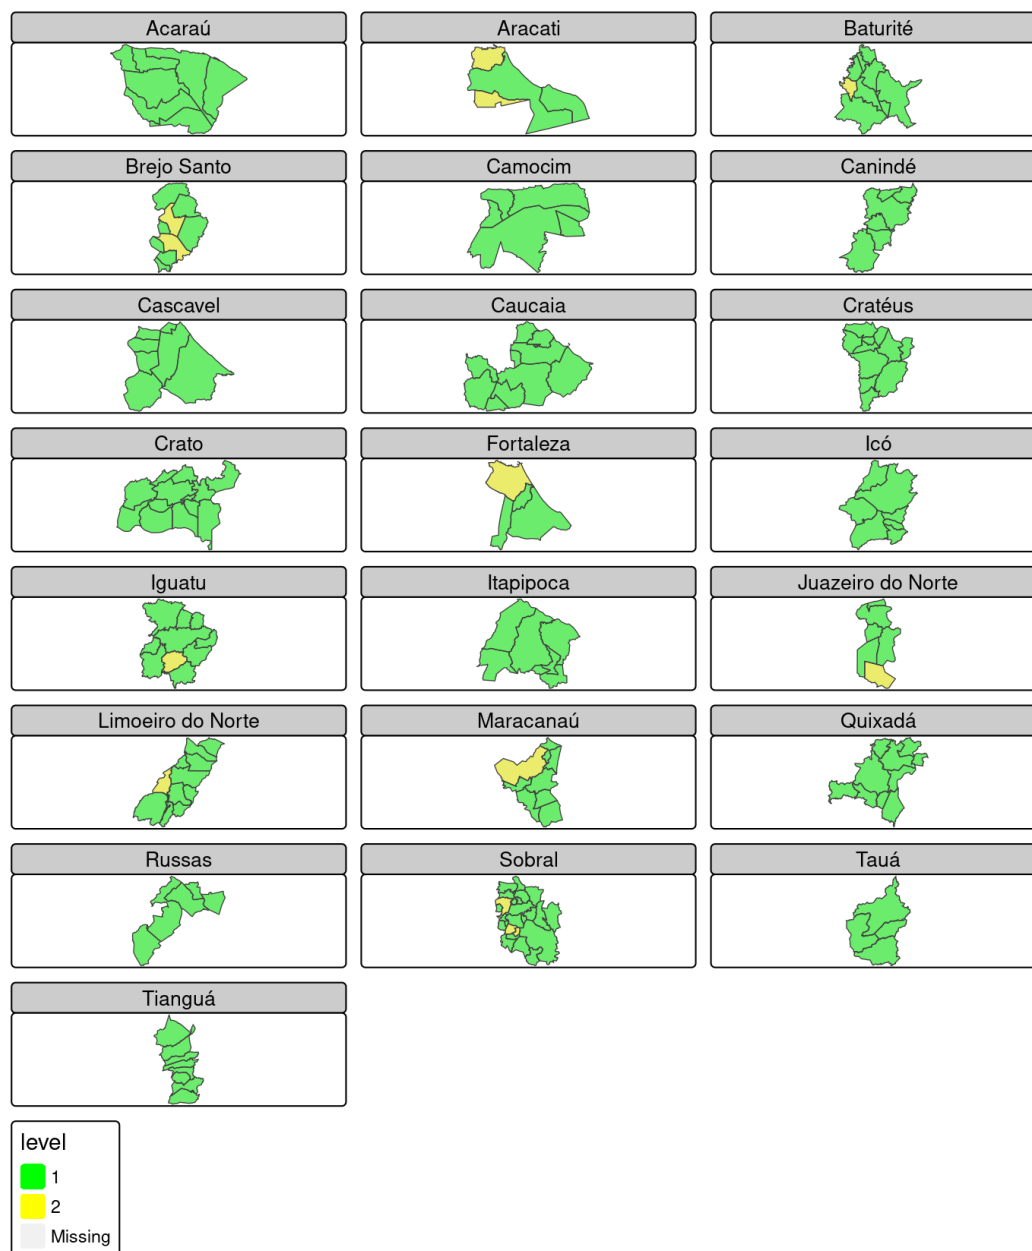 Acaraú
Aracati
Baturité
Brejo Santo
Camocim
Canindé
Cascavel
Caucaia
Cratéus
Crato
Fortaleza
Icó
Iguatu
Itapipoca
Juazeiro do Norte
Limoeiro do Norte
Maracanaú
Quixadá
Russas
Sobral
Tauá
Tianguá
level
1
2
Missing